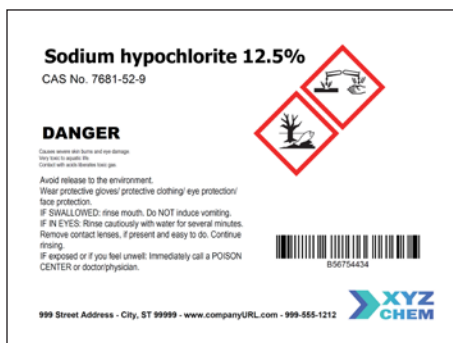 Sodium hypochlorite 12.5%
CAS No. 7681-52-9
DANGER
Causes severe skin burns and eye damage
Very toxic to aquatic life
Contact with acids liberates toxic gas
Avoid release to the environment.
Wear protective gloves/ protective clothing/ eye protection/
face protection.
IF SWALLOWED: rinse mouth. Do NOT induce vomiting.
IF IN EYES: Rinse cautiously with water for several minutes.
Remove contact lenses, if present and easy to do. Continue
rinsing.
IF exposed or if you feel unwell: Immediately call a POISON
CENTER or doctor/physician.
B56754434
999 Street Address - City, ST 99999 - www.companyURL.com - 999-555-1212
XYZ
CHEM